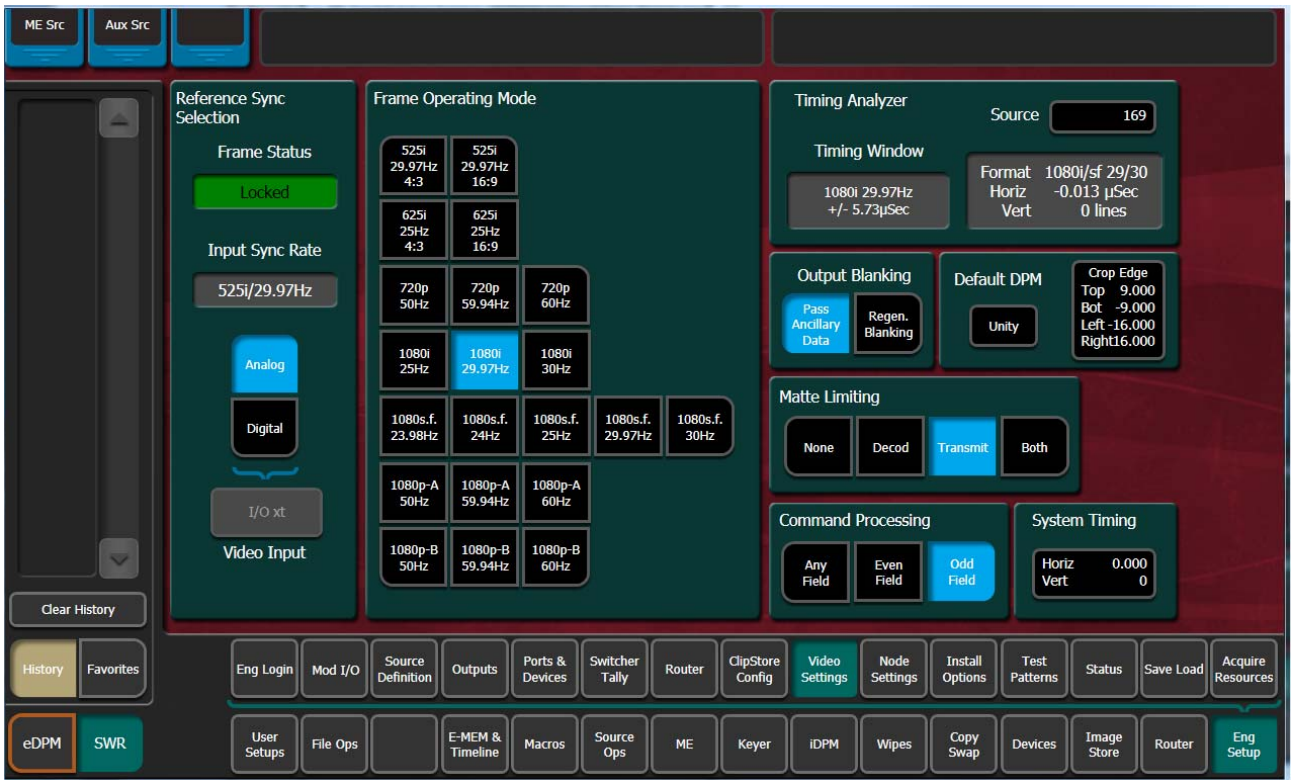 ME Src
Aux Src
Reference Sync
Selection
Frame Status
Locked
Input Sync Rate
525i/29.97Hz
Analog
Digital
I/O xt
Video Input
Clear History
History
Favorites
eDPM
SWR
Frame Operating Mode
525i
29.97Hz
4:3
525i
29.97Hz
16:9
625i
25Hz
4:3
625i
25Hz
16:9
720p
50Hz
720p
59.94Hz
720p
60Hz
1080i
25Hz
1080i
29.97Hz
1080i
30Hz
1080s.f.
23.98Hz
1080s.f.
24Hz
1080s.f.
25Hz
1080s.f.
29.97Hz
1080s.f.
30Hz
1080p-A
50Hz
1080p-A
59.94Hz
1080p-A
60Hz
1080p-B
50Hz
1080p-B
59.94Hz
1080p-B
60Hz
Timing Analyzer
Source 169
Timing Window
1080i 29.97Hz
+/- 5.73µSec
Format 1080i/sf 29/30
Horiz -0.013 µSec
Vert 0 lines
Output Blanking
Pass
Ancillary
Data
Regen.
Blanking
Default DPM
Unity
Crop Edge
Top 9.000
Bot -9.000
Left -16.000
Right16.000
Matte Limiting
None
Decod
Transmit
Both
Command Processing
Any
Field
Even
Field
Odd
Field
System Timing
Horiz 0.000
Vert 0
Eng Login
Mod I/O
Source
Definition
Outputs
Ports &
Devices
Switcher
Tally
Router
ClipStore
Config
Video
Settings
Node
Settings
Install
Options
Test
Patterns
Status
Save Load
Acquire
Resources
User
Setups
File Ops
E-MEM &
Timeline
Macros
Source
Ops
ME
Keyer
iDPM
Wipes
Copy
Swap
Devices
Image
Store
Router
Eng
Setup